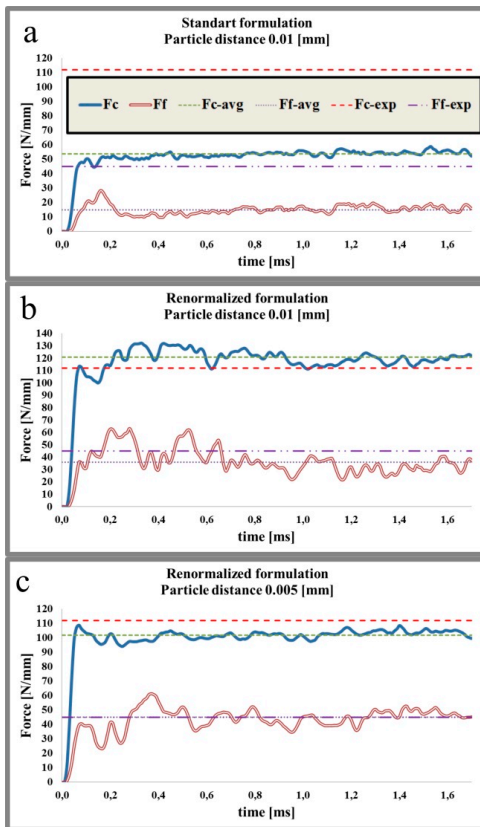 a
Standart formulation
Particle distance 0.01 [mm]
Force [N/mm]
120
110
100
90
80
70
60
50
40
30
20
10
0
Fc Ff Fc-avg Ff-avg Fc-exp Ff-exp
0,0 0,2 0,4 0,6 0,8 1,0 1,2 1,4 1,6
time [ms]
b
Renormalized formulation
Particle distance 0.01 [mm]
Force [N/mm]
140
130
120
110
100
90
80
70
60
50
40
30
20
10
0
0,0 0,2 0,4 0,6 0,8 1,0 1,2 1,4 1,6
time [ms]
c
Renormalized formulation
Particle distance 0.005 [mm]
Force [N/mm]
120
110
100
90
80
70
60
50
40
30
20
10
0
0,0 0,2 0,4 0,6 0,8 1,0 1,2 1,4 1,6
time [ms]